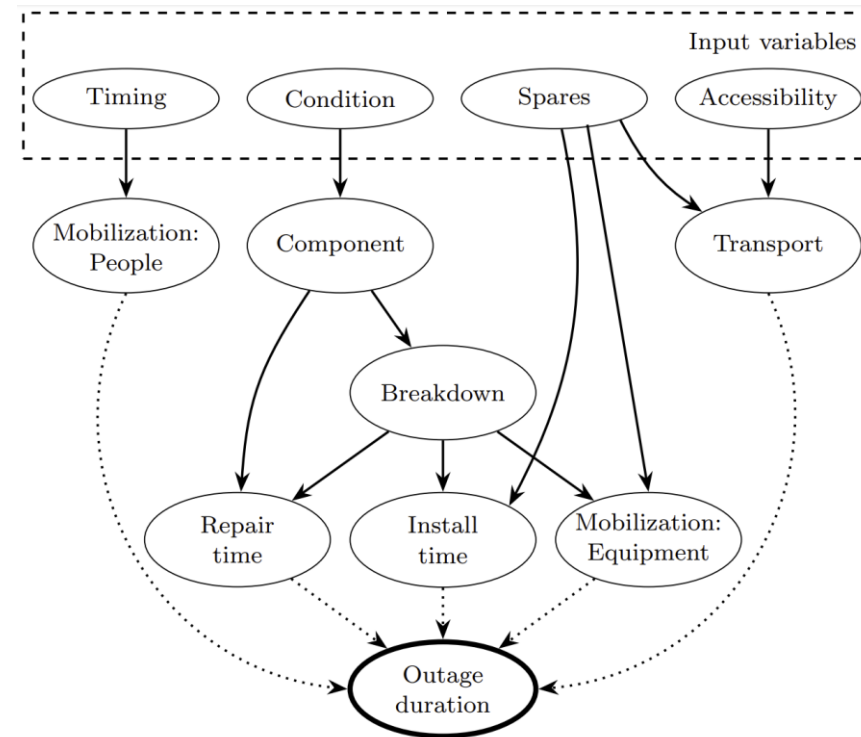 Input variables
Timing
Condition
Spares
Accessibility
Mobilization:
People
Component
Transport
Breakdown
Repair
time
Install
time
Mobilization:
Equipment
Outage
duration